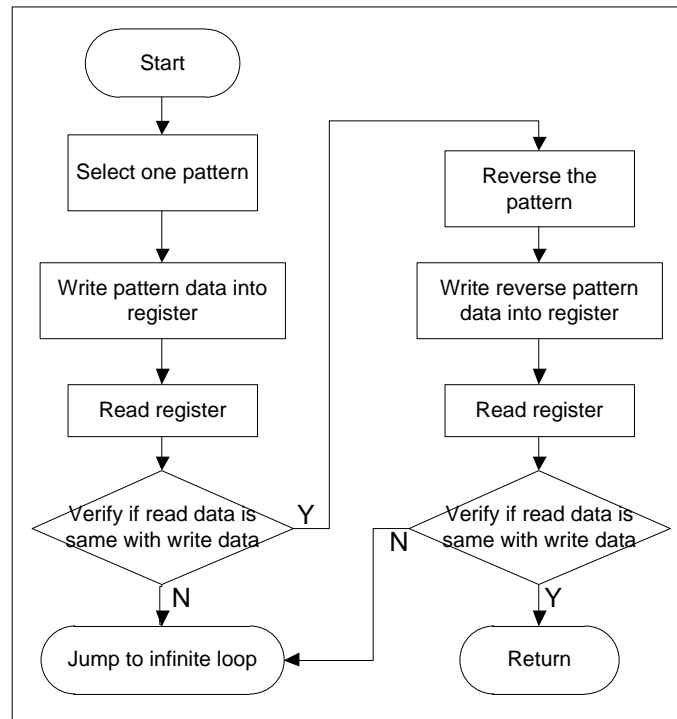 Start
Select one pattern
Write pattern data into
register
Read register
Verify if read data is
same with write data
Y
N
Jump to infinite loop
Reverse the
pattern
Write reverse pattern
data into register
Read register
Verify if read data is
same with write data
N
Y
Return